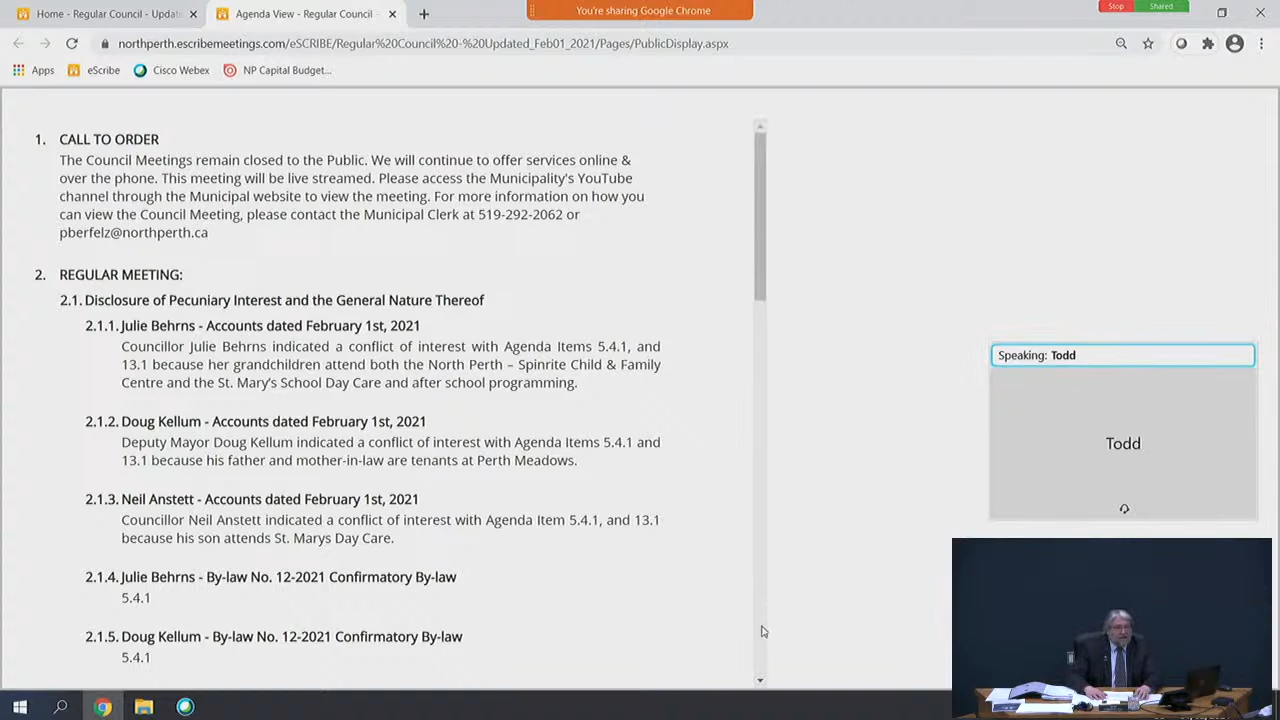 Home - Regular Council - Updat
Agenda View - Regular Council -
You're sharing Google Chrome
Stop
Shared
northperth.escribemeetings.com/eSCRIBE/Regular%20Council%20-%20Updated_Feb01_2021/Pages/PublicDisplay.aspx
Apps
eScribe
Cisco Webex
NP Capital Budget...
1. CALL TO ORDER
The Council Meetings remain closed to the Public. We will continue to offer services online &
over the phone. This meeting will be live streamed. Please access the Municipality's YouTube
channel through the Municipal website to view the meeting. For more information on how you
can view the Council Meeting, please contact the Municipal Clerk at 519-292-2062 or
pberfelz@northperth.ca
2. REGULAR MEETING:
2.1. Disclosure of Pecuniary Interest and the General Nature Thereof
2.1.1. Julie Behrns - Accounts dated February 1st, 2021
Councillor Julie Behrns indicated a conflict of interest with Agenda Items 5.4.1, and
13.1 because her grandchildren attend both the North Perth – Spinrite Child & Family
Centre and the St. Mary's School Day Care and after school programming.
2.1.2. Doug Kellum - Accounts dated February 1st, 2021
Deputy Mayor Doug Kellum indicated a conflict of interest with Agenda Items 5.4.1 and
13.1 because his father and mother-in-law are tenants at Perth Meadows.
2.1.3. Neil Anstett - Accounts dated February 1st, 2021
Councillor Neil Anstett indicated a conflict of interest with Agenda Item 5.4.1, and 13.1
because his son attends St. Marys Day Care.
2.1.4. Julie Behrns - By-law No. 12-2021 Confirmatory By-law
5.4.1
2.1.5. Doug Kellum - By-law No. 12-2021 Confirmatory By-law
5.4.1
Speaking: Todd
Todd